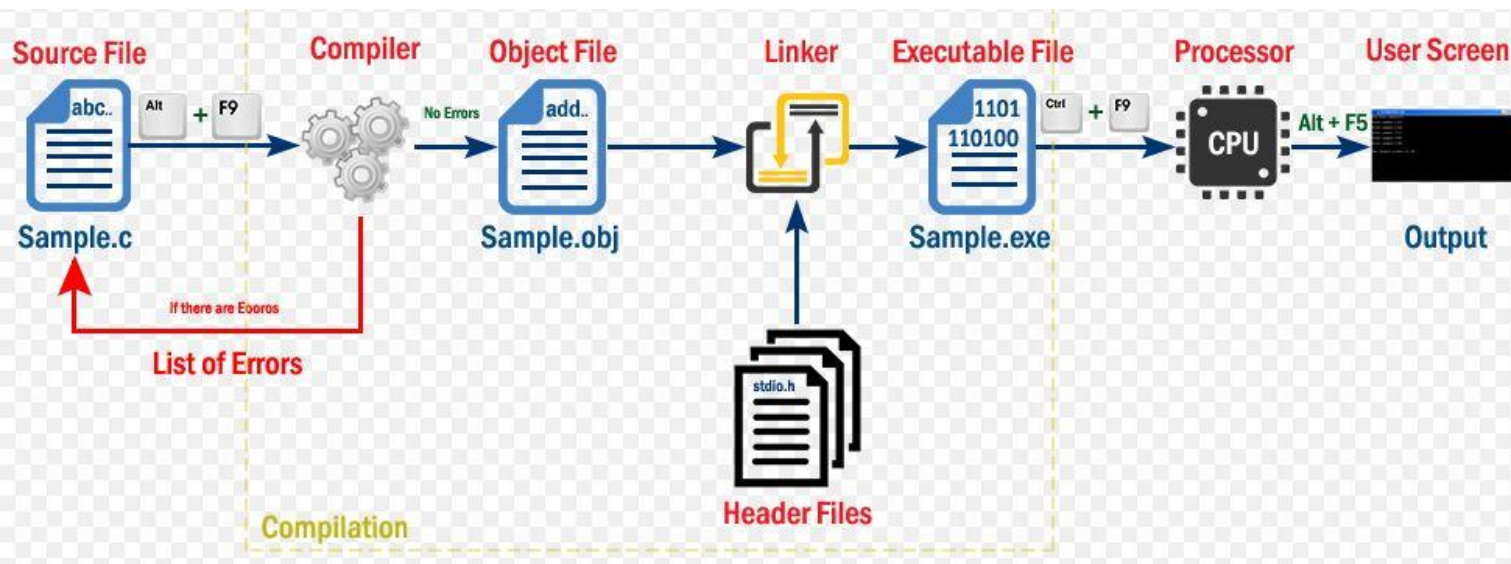 Source File
Compiler
Object File
Linker
Executable File
Processor
User Screen
abc..
Alt + F9
No Errors
add..
1101
110100
Ctrl + F9
CPU
Alt + F5
Sample.c
Sample.obj
Sample.exe
Output
If there are Eooros
List of Errors
stdio.h
Header Files
Compilation